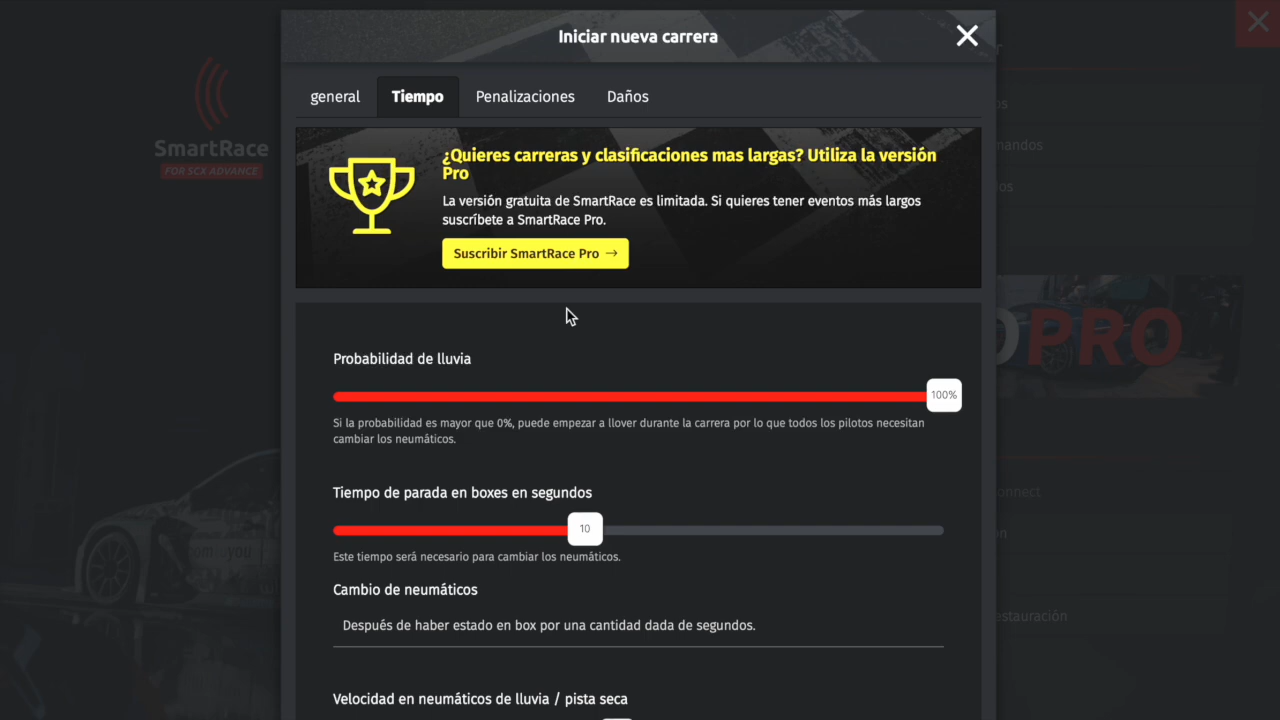 Iniciar nueva carrera
general
Tiempo
Penalizaciones
Daños
SmartRace
FOR SCX ADVANCE
¿Quieres carreras y clasificaciones mas largas? Utiliza la versión
Pro
La versión gratuita de SmartRace es limitada. Si quieres tener eventos más largos
suscríbete a SmartRace Pro.
Suscribir SmartRace Pro →
PRO
Probabilidad de lluvia
100%
Si la probabilidad es mayor que 0%, puede empezar a llover durante la carrera por lo que todos los pilotos necesitan
cambiar los neumáticos.
Tiempo de parada en boxes en segundos
10
Este tiempo será necesario para cambiar los neumáticos.
Cambio de neumáticos
Después de haber estado en box por una cantidad dada de segundos.
Velocidad en neumáticos de lluvia / pista seca